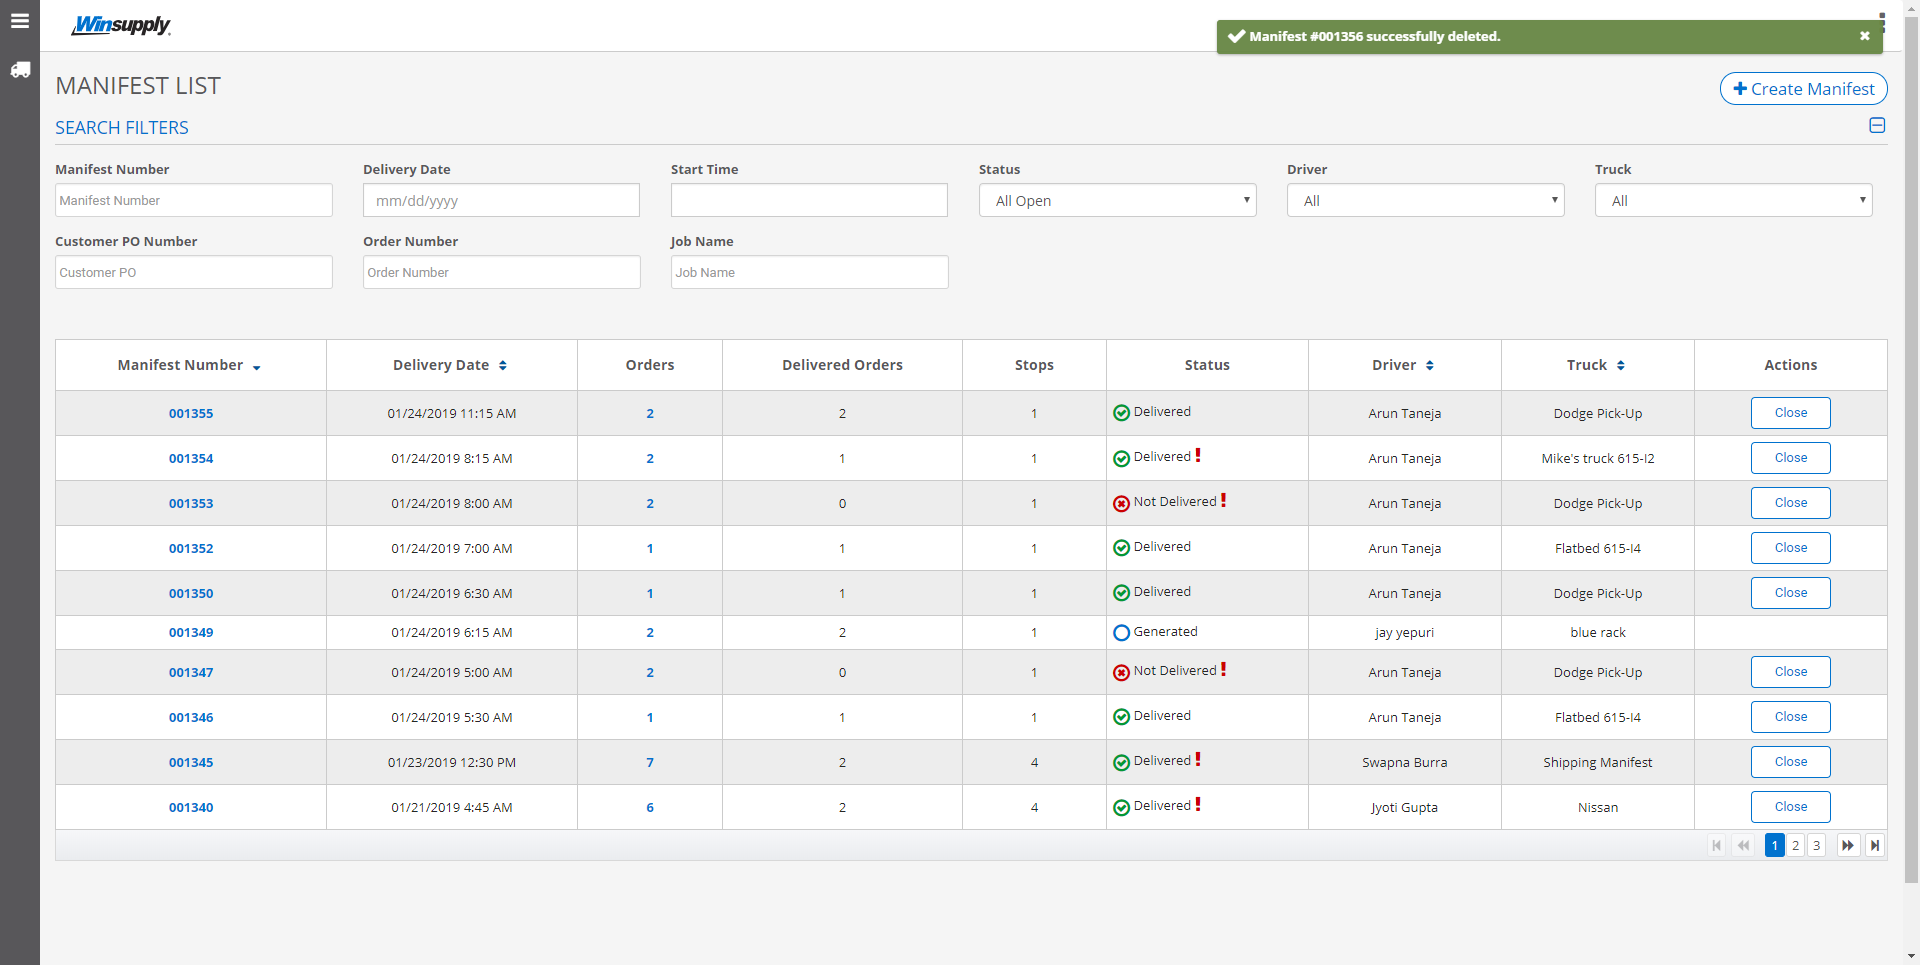 Winsupply
Manifest #001356 successfully deleted.
MANIFEST LIST
Create Manifest
SEARCH FILTERS
Manifest Number Delivery Date Start Time Status Driver Truck
Manifest Number mm/dd/yyyy All Open All All
Customer PO Number Order Number Job Name
Customer PO Order Number Job Name
Manifest Number Delivery Date Orders Delivered Orders Stops Status Driver Truck Actions
001355 01/24/2019 11:15 AM 2 2 1 Delivered Arun Taneja Dodge Pick-Up Close
001354 01/24/2019 8:15 AM 2 1 1 Delivered ! Arun Taneja Mike's truck 615-I2 Close
001353 01/24/2019 8:00 AM 2 0 1 Not Delivered ! Arun Taneja Dodge Pick-Up Close
001352 01/24/2019 7:00 AM 1 1 1 Delivered Arun Taneja Flatbed 615-I4 Close
001350 01/24/2019 6:30 AM 1 1 1 Delivered Arun Taneja Dodge Pick-Up Close
001349 01/24/2019 6:15 AM 2 2 1 Generated jay yepuri blue rack
001347 01/24/2019 5:00 AM 2 0 1 Not Delivered ! Arun Taneja Dodge Pick-Up Close
001346 01/24/2019 5:30 AM 1 1 1 Delivered Arun Taneja Flatbed 615-I4 Close
001345 01/23/2019 12:30 PM 7 2 4 Delivered ! Swapna Burra Shipping Manifest Close
001340 01/21/2019 4:45 AM 6 2 4 Delivered ! Jyoti Gupta Nissan Close
1 2 3